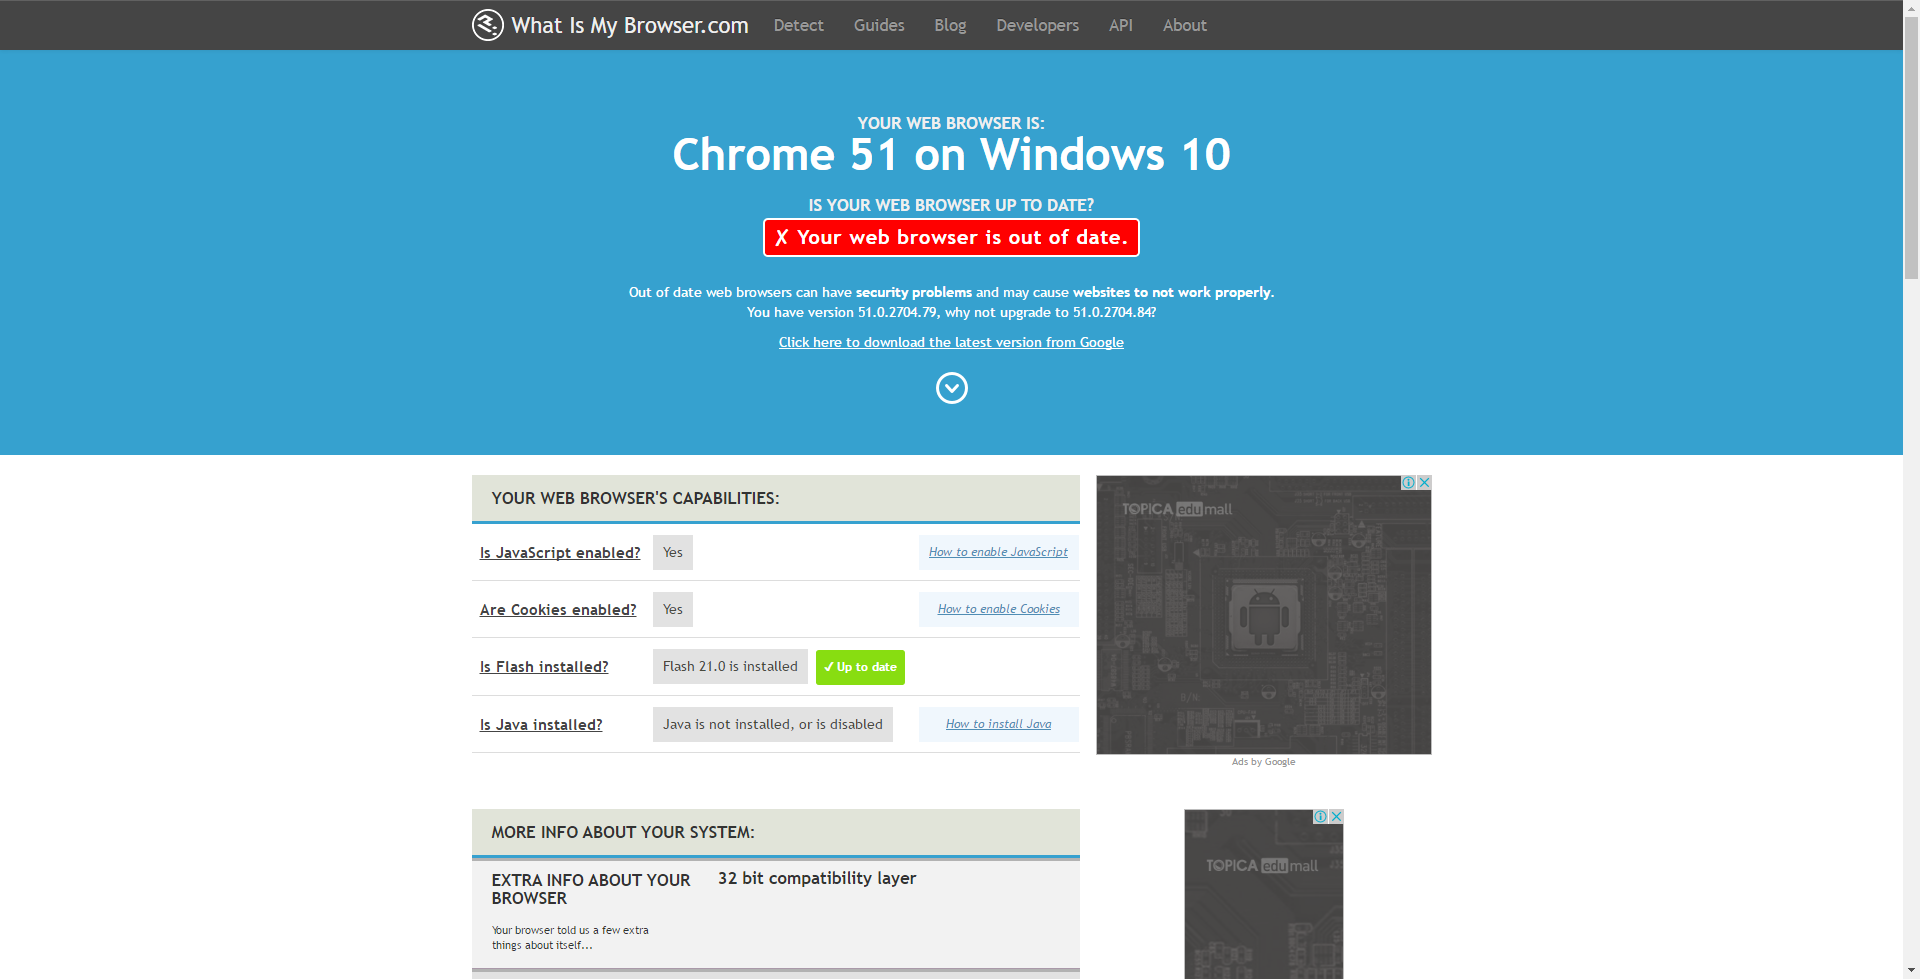 What Is My Browser.com Detect Guides Blog Developers API About
YOUR WEB BROWSER IS:
Chrome 51 on Windows 10
IS YOUR WEB BROWSER UP TO DATE?
✗ Your web browser is out of date.
Out of date web browsers can have security problems and may cause websites to not work properly.
You have version 51.0.2704.79, why not upgrade to 51.0.2704.84?
Click here to download the latest version from Google
YOUR WEB BROWSER'S CAPABILITIES:
Is JavaScript enabled? Yes How to enable JavaScript
Are Cookies enabled? Yes How to enable Cookies
Is Flash installed? Flash 21.0 is installed ✓ Up to date
Is Java installed? Java is not installed, or is disabled How to install Java
TOPICA edumall
Ads by Google
MORE INFO ABOUT YOUR SYSTEM:
EXTRA INFO ABOUT YOUR
BROWSER
32 bit compatibility layer
Your browser told us a few extra
things about itself...
TOPICA edumall